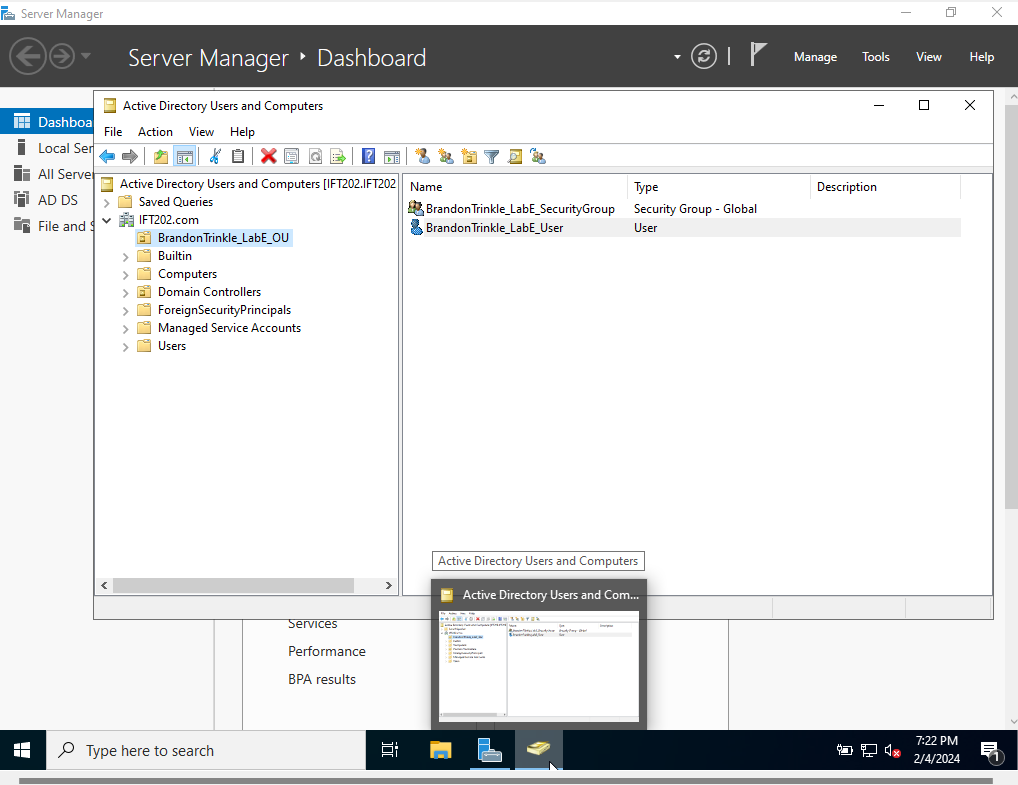 Server Manager
Server Manager ‣ Dashboard
Manage Tools View Help
Dashboa
Local Ser
All Server
AD DS
File and S
Active Directory Users and Computers
File Action View Help
Active Directory Users and Computers [IFT202.IFT202
Saved Queries
IFT202.com
BrandonTrinkle_LabE_OU
Builtin
Computers
Domain Controllers
ForeignSecurityPrincipals
Managed Service Accounts
Users
Name Type Description
BrandonTrinkle_LabE_SecurityGroup Security Group - Global
BrandonTrinkle_LabE_User User
Active Directory Users and Computers
Active Directory Users and Com...
Services
Performance
BPA results
Type here to search
7:22 PM
2/4/2024
1